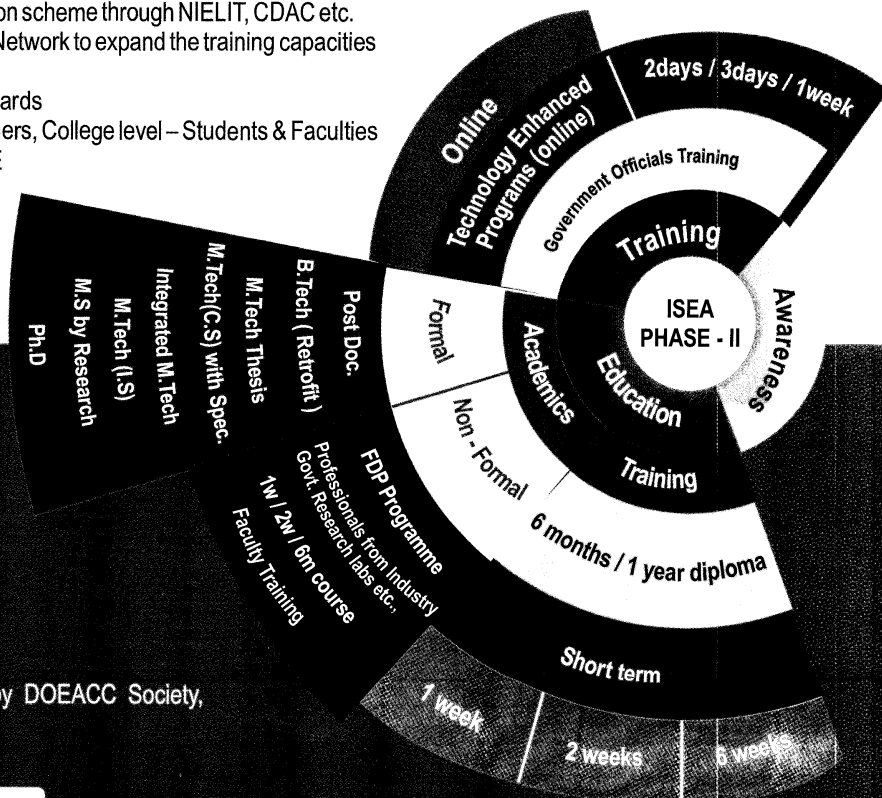 on scheme through NIELIT, CDAC etc.
Network to expand the training capacities
ards
ers, College level – Students & Faculties
Online
Technology Enhanced
Programs (online)
2days / 3days / 1week
Government Officials Training
Training
Awareness
ISEA
PHASE - II
Education
Academics
Training
Formal
Non - Formal
6 months / 1 year diploma
Post Doc.
B.Tech ( Retrofit )
M.Tech Thesis
M.Tech(C.S) with Spec.
Integrated M.Tech
M.Tech (I.S)
M.S by Research
Ph.D
FDP Programme
Professionals from Industry
Govt. Research labs etc.,
1w / 2w / 6m course
Faculty Training
Short term
1 week
2 weeks
6 weeks
by DOEACC Society,